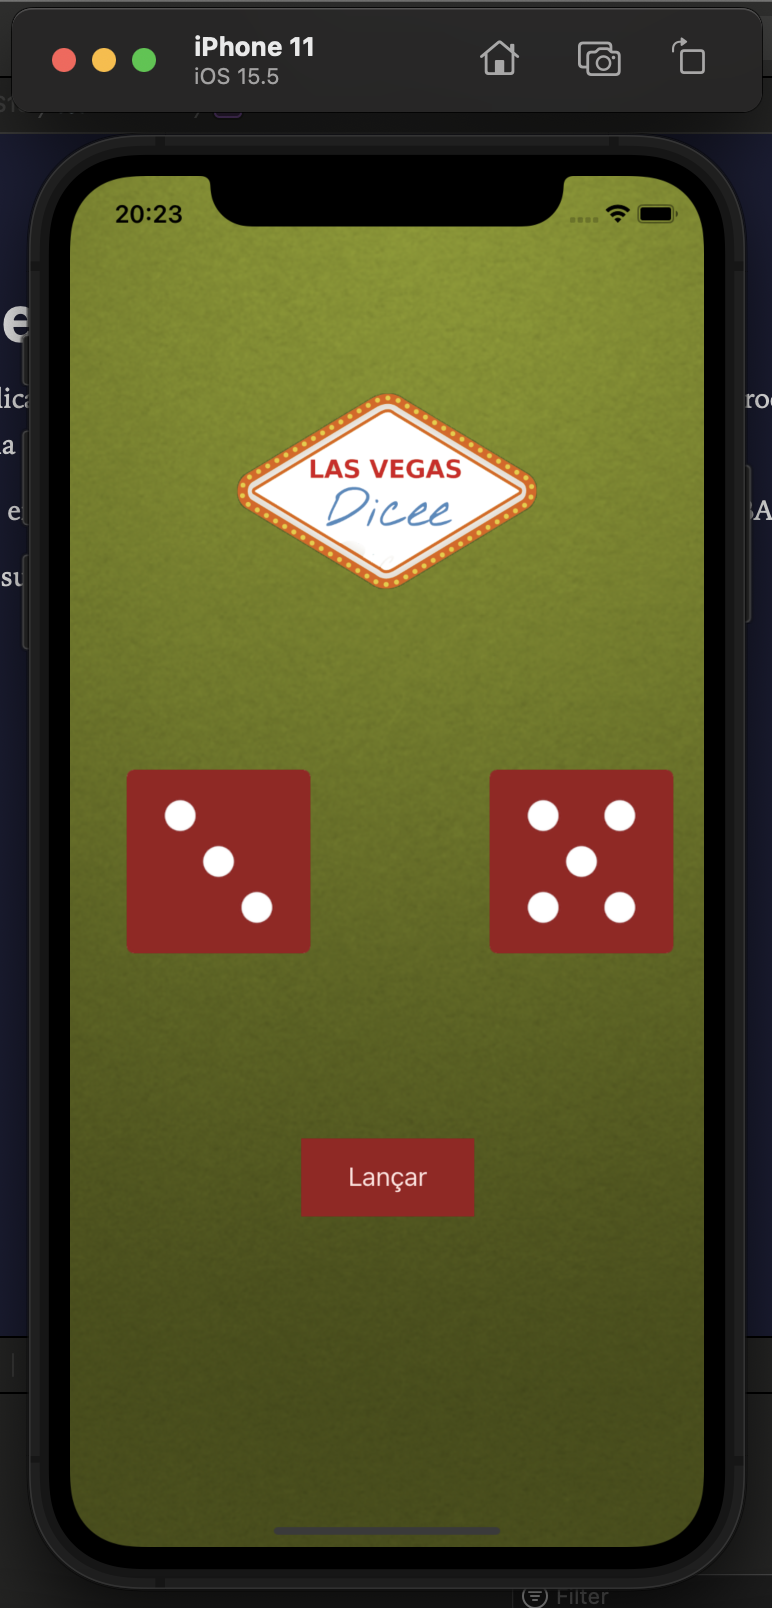 iPhone 11
iOS 15.5
20:23
LAS VEGAS
Dicee
Lançar
Filter